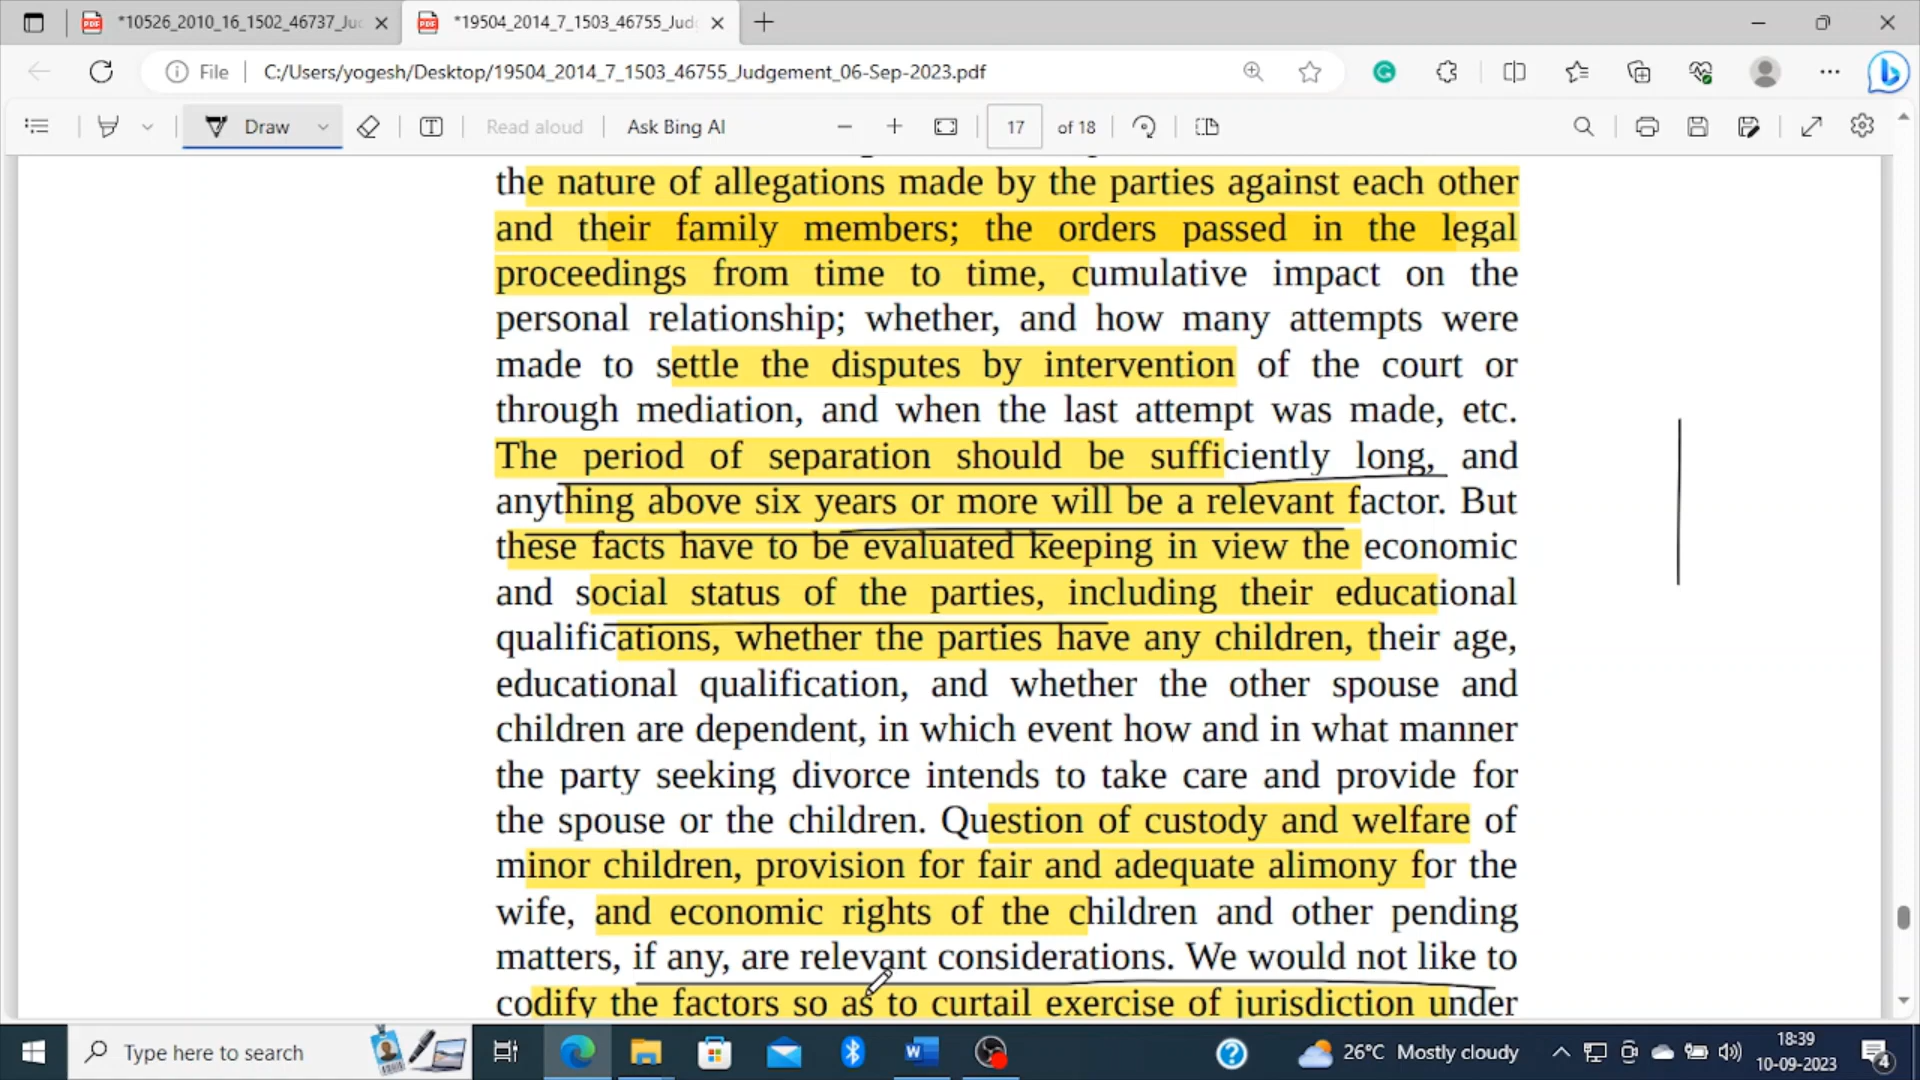 *10526_2010_16_1502_46737_Ju
*19504_2014_7_1503_46755_Jud
File C:/Users/yogesh/Desktop/19504_2014_7_1503_46755_Judgement_06-Sep-2023.pdf
Draw Read aloud Ask Bing AI 17 of 18
the nature of allegations made by the parties against each other
and their family members; the orders passed in the legal
proceedings from time to time, cumulative impact on the
personal relationship; whether, and how many attempts were
made to settle the disputes by intervention of the court or
through mediation, and when the last attempt was made, etc.
The period of separation should be sufficiently long, and
anything above six years or more will be a relevant factor. But
these facts have to be evaluated keeping in view the economic
and social status of the parties, including their educational
qualifications, whether the parties have any children, their age,
educational qualification, and whether the other spouse and
children are dependent, in which event how and in what manner
the party seeking divorce intends to take care and provide for
the spouse or the children. Question of custody and welfare of
minor children, provision for fair and adequate alimony for the
wife, and economic rights of the children and other pending
matters, if any, are relevant considerations. We would not like to
codify the factors so as to curtail exercise of jurisdiction under
Type here to search
26°C Mostly cloudy
18:39
10-09-2023
4